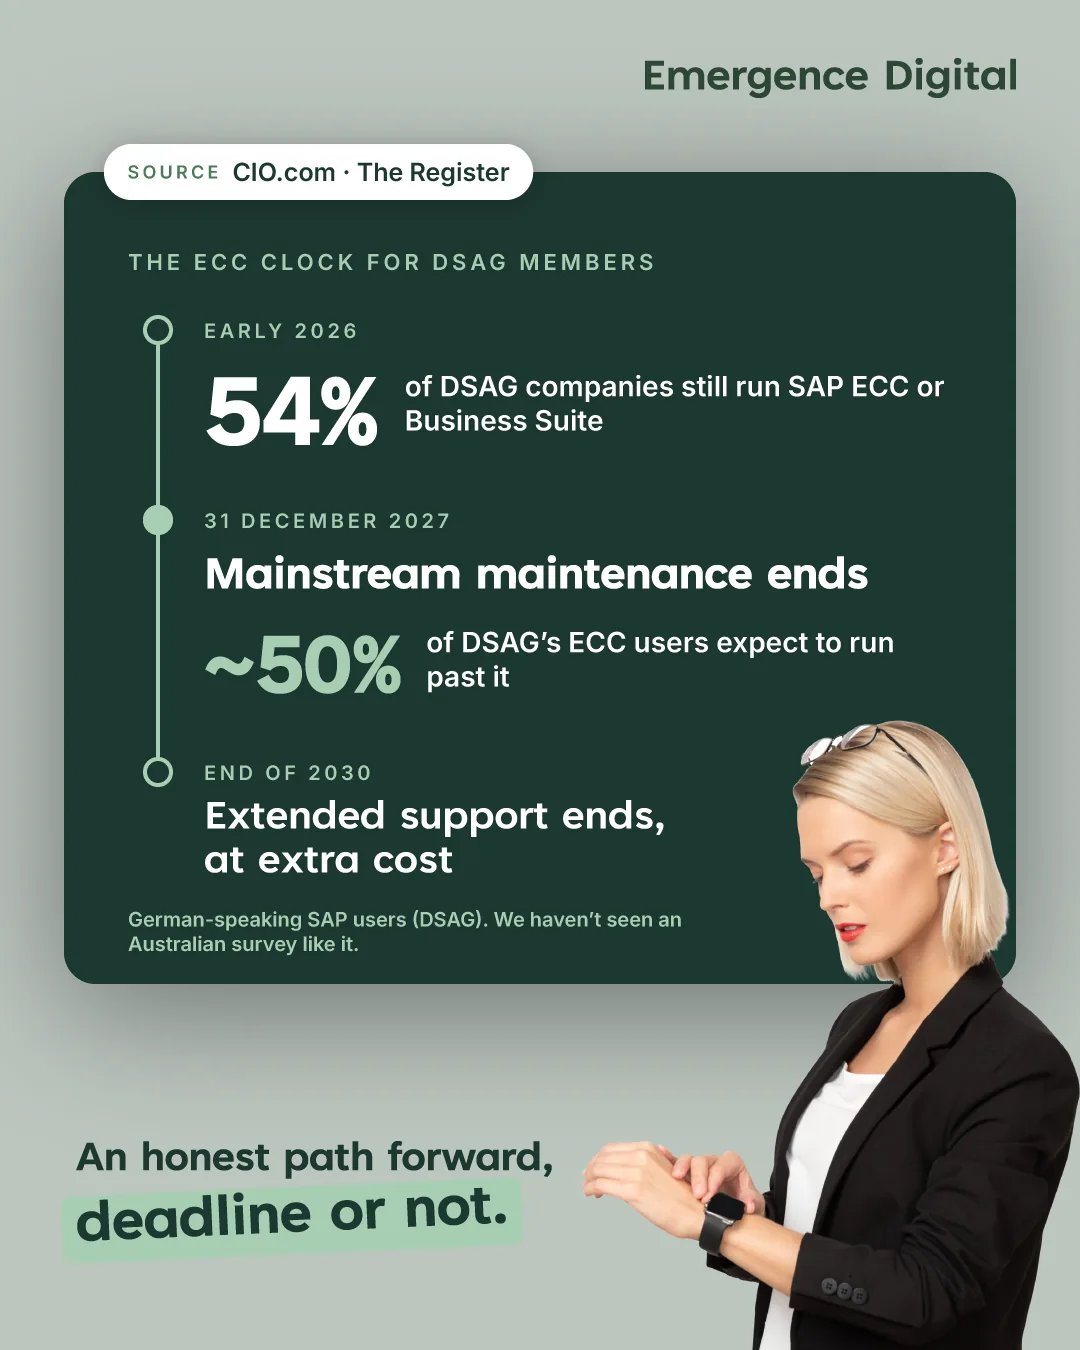 Emergence Digital
SOURCE CIO.com · The Register
THE ECC CLOCK FOR DSAG MEMBERS
EARLY 2026
54% of DSAG companies still run SAP ECC or
Business Suite
31 DECEMBER 2027
Mainstream maintenance ends
~50% of DSAG’s ECC users expect to run
past it
END OF 2030
Extended support ends,
at extra cost
German-speaking SAP users (DSAG). We haven’t seen an
Australian survey like it.
An honest path forward,
deadline or not.